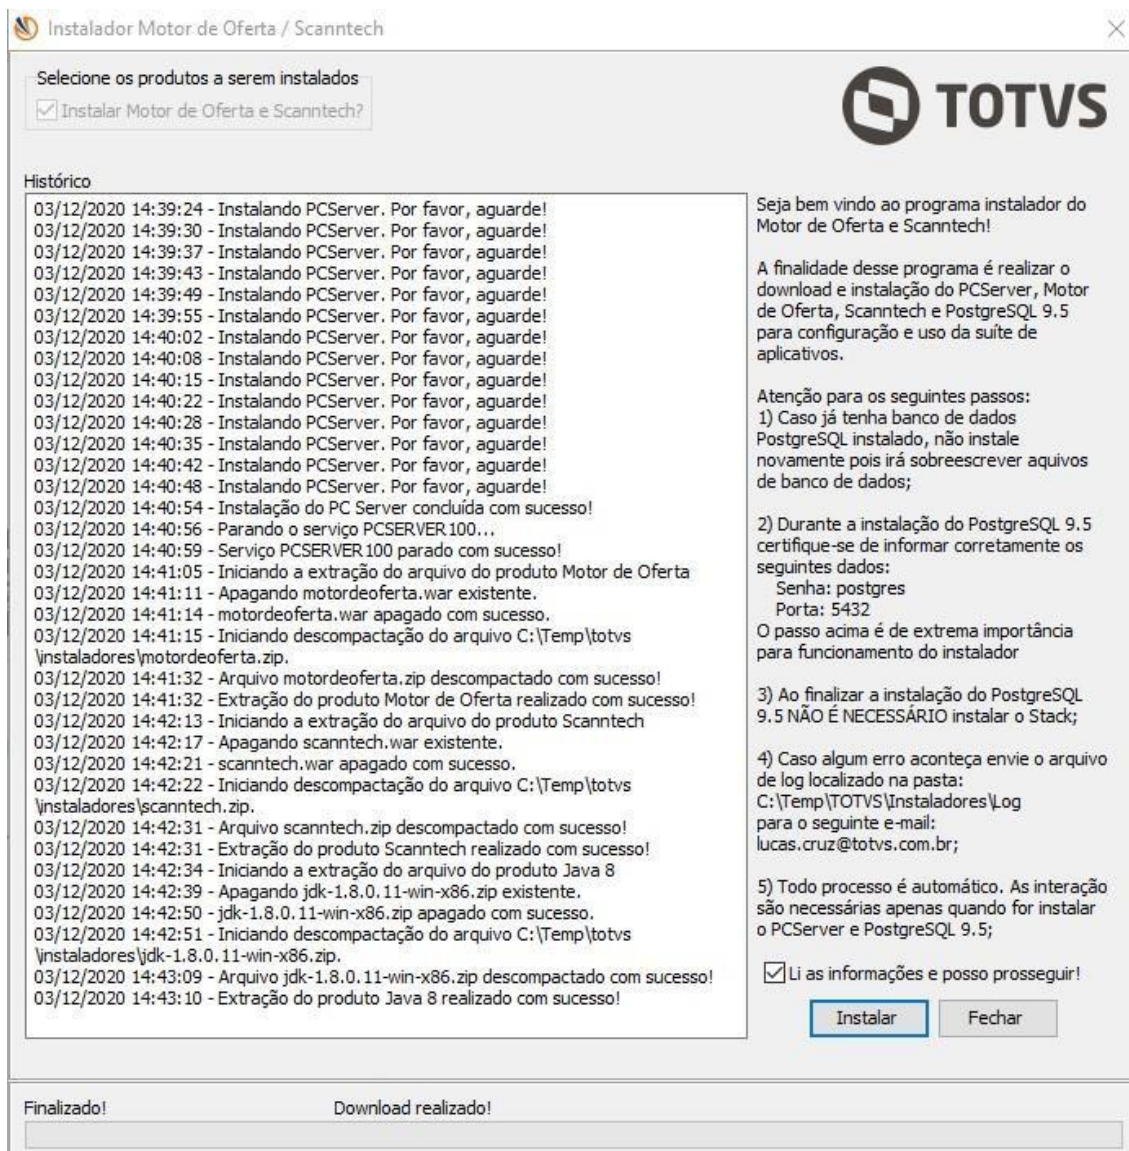 Instalador Motor de Oferta / Scanntech
Selecione os produtos a serem instalados
Instalar Motor de Oferta e Scanntech?
TOTVS
Histórico
03/12/2020 14:39:24 - Instalando PCServer. Por favor, aguarde!
03/12/2020 14:39:30 - Instalando PCServer. Por favor, aguarde!
03/12/2020 14:39:37 - Instalando PCServer. Por favor, aguarde!
03/12/2020 14:39:43 - Instalando PCServer. Por favor, aguarde!
03/12/2020 14:39:49 - Instalando PCServer. Por favor, aguarde!
03/12/2020 14:39:55 - Instalando PCServer. Por favor, aguarde!
03/12/2020 14:40:02 - Instalando PCServer. Por favor, aguarde!
03/12/2020 14:40:08 - Instalando PCServer. Por favor, aguarde!
03/12/2020 14:40:15 - Instalando PCServer. Por favor, aguarde!
03/12/2020 14:40:22 - Instalando PCServer. Por favor, aguarde!
03/12/2020 14:40:28 - Instalando PCServer. Por favor, aguarde!
03/12/2020 14:40:35 - Instalando PCServer. Por favor, aguarde!
03/12/2020 14:40:42 - Instalando PCServer. Por favor, aguarde!
03/12/2020 14:40:48 - Instalando PCServer. Por favor, aguarde!
03/12/2020 14:40:54 - Instalação do PC Server concluída com sucesso!
03/12/2020 14:40:56 - Parando o serviço PCSERVER100...
03/12/2020 14:40:59 - Serviço PCSERVER100 parado com sucesso!
03/12/2020 14:41:05 - Iniciando a extração do arquivo do produto Motor de Oferta
03/12/2020 14:41:11 - Apagando motordeoferta.war existente.
03/12/2020 14:41:14 - motordeoferta.war apagado com sucesso.
03/12/2020 14:41:15 - Iniciando descompactação do arquivo C:\Temp\totvs
\instaladores\motordeoferta.zip.
03/12/2020 14:41:32 - Arquivo motordeoferta.zip descompactado com sucesso!
03/12/2020 14:41:32 - Extração do produto Motor de Oferta realizado com sucesso!
03/12/2020 14:42:13 - Iniciando a extração do arquivo do produto Scanntech
03/12/2020 14:42:17 - Apagando scanntech.war existente.
03/12/2020 14:42:21 - scanntech.war apagado com sucesso.
03/12/2020 14:42:22 - Iniciando descompactação do arquivo C:\Temp\totvs
\instaladores\scanntech.zip.
03/12/2020 14:42:31 - Arquivo scanntech.zip descompactado com sucesso!
03/12/2020 14:42:31 - Extração do produto Scanntech realizado com sucesso!
03/12/2020 14:42:34 - Iniciando a extração do arquivo do produto Java 8
03/12/2020 14:42:39 - Apagando jdk-1.8.0.11-win-x86.zip existente.
03/12/2020 14:42:50 - jdk-1.8.0.11-win-x86.zip apagado com sucesso.
03/12/2020 14:42:51 - Iniciando descompactação do arquivo C:\Temp\totvs
\instaladores\jdk-1.8.0.11-win-x86.zip.
03/12/2020 14:43:09 - Arquivo jdk-1.8.0.11-win-x86.zip descompactado com sucesso!
03/12/2020 14:43:10 - Extração do produto Java 8 realizado com sucesso!
Seja bem vindo ao programa instalador do
Motor de Oferta e Scanntech!
A finalidade desse programa é realizar o
download e instalação do PCServer, Motor
de Oferta, Scanntech e PostgreSQL 9.5
para configuração e uso da suíte de
aplicativos.
Atenção para os seguintes passos:
1) Caso já tenha banco de dados
PostgreSQL instalado, não instale
novamente pois irá sobreescrever aquivos
de banco de dados;
2) Durante a instalação do PostgreSQL 9.5
certifique-se de informar corretamente os
seguintes dados:
Senha: postgres
Porta: 5432
O passo acima é de extrema importância
para funcionamento do instalador
3) Ao finalizar a instalação do PostgreSQL
9.5 NÃO É NECESSÁRIO instalar o Stack;
4) Caso algum erro aconteça envie o arquivo
de log localizado na pasta:
C:\Temp\TOTVS\Instaladores\Log
para o seguinte e-mail:
lucas.cruz@totvs.com.br;
5) Todo processo é automático. As interação
são necessárias apenas quando for instalar
o PCServer e PostgreSQL 9.5;
Li as informações e posso prosseguir!
Instalar
Fechar
Finalizado!
Download realizado!